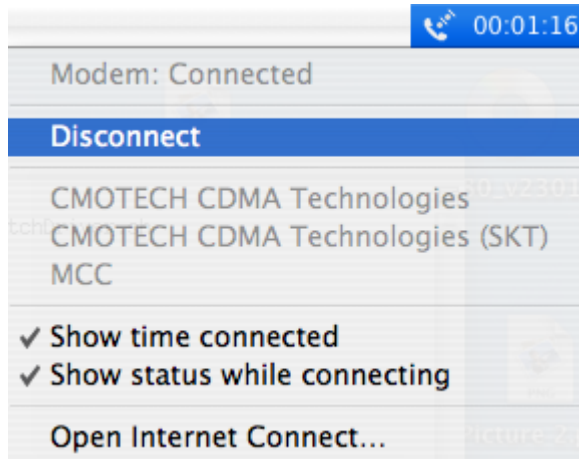 00:01:16
Modem: Connected
Disconnect
CMOTECH CDMA Technologies
CMOTECH CDMA Technologies (SKT)
MCC
✓ Show time connected
✓ Show status while connecting
Open Internet Connect...